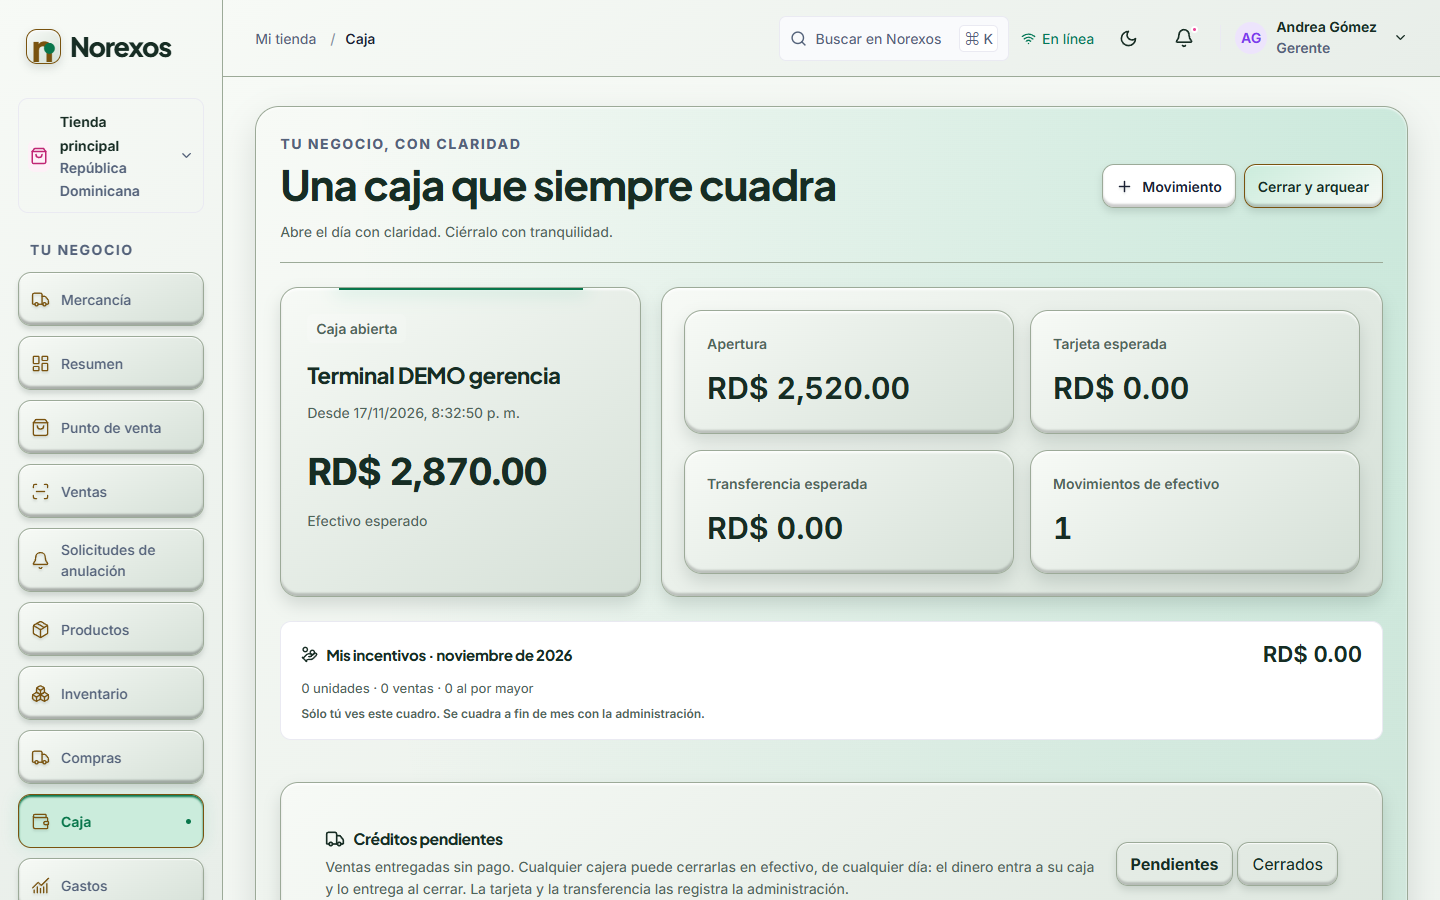 Norexos
Mi tienda / Caja
Buscar en Norexos
⌘ K
En línea
AG
Andrea Gómez
Gerente
Tienda
principal
República
Dominicana
TU NEGOCIO
Mercancía
Resumen
Punto de venta
Ventas
Solicitudes de
anulación
Productos
Inventario
Compras
Caja
Gastos
TU NEGOCIO, CON CLARIDAD
Una caja que siempre cuadra
Abre el día con claridad. Ciérralo con tranquilidad.
Movimiento
Cerrar y arquear
Caja abierta
Terminal DEMO gerencia
Desde 17/11/2026, 8:32:50 p. m.
RD$ 2,870.00
Efectivo esperado
Apertura
RD$ 2,520.00
Tarjeta esperada
RD$ 0.00
Transferencia esperada
RD$ 0.00
Movimientos de efectivo
1
Mis incentivos · noviembre de 2026
RD$ 0.00
0 unidades · 0 ventas · 0 al por mayor
Sólo tú ves este cuadro. Se cuadra a fin de mes con la administración.
Créditos pendientes
Ventas entregadas sin pago. Cualquier cajera puede cerrarlas en efectivo, de cualquier día: el dinero entra a su caja
y lo entrega al cerrar. La tarjeta y la transferencia las registra la administración.
Pendientes
Cerrados